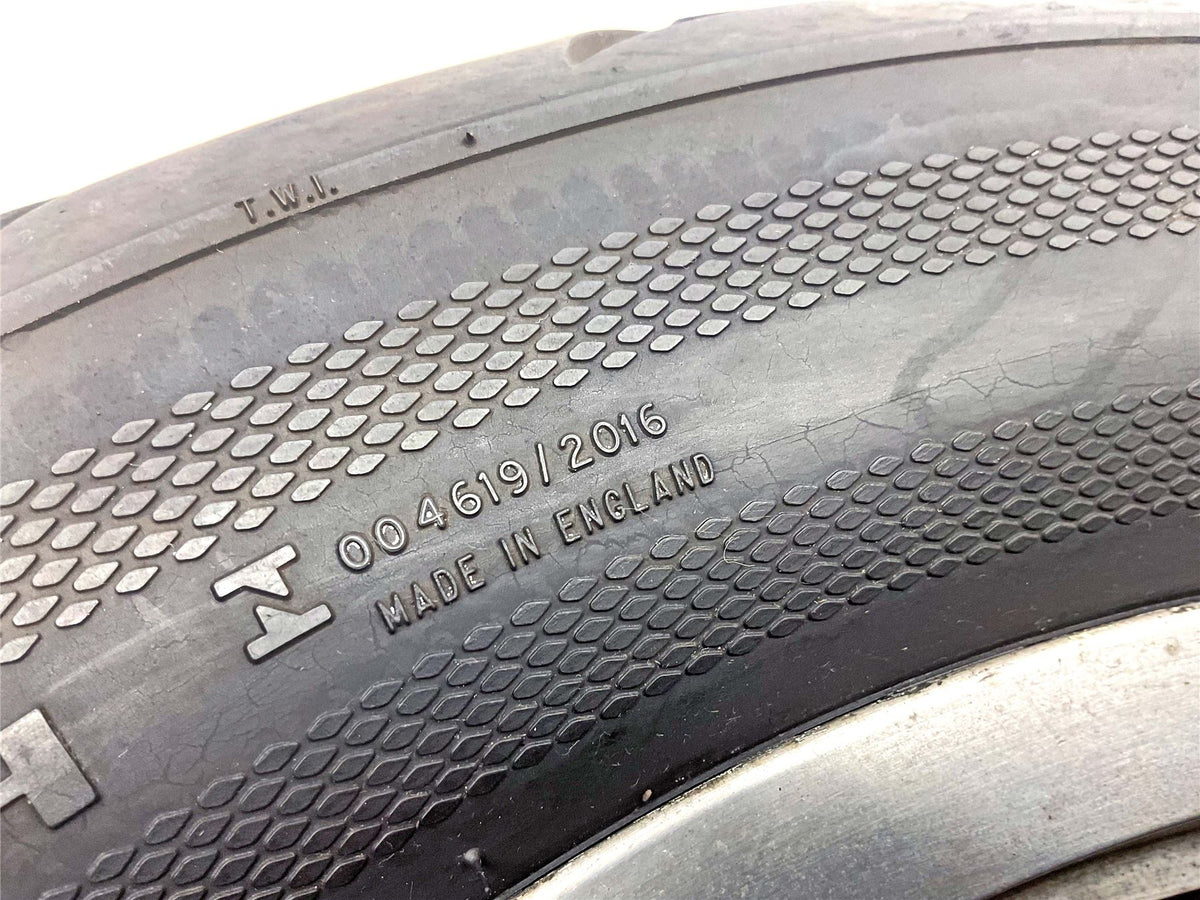 T.W.I.
004619/2016
MADE IN ENGLAND